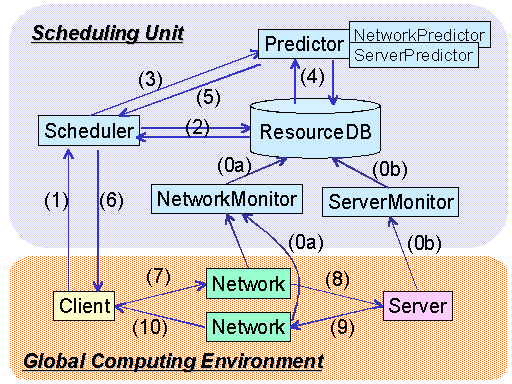 Scheduling Unit
Predictor
NetworkPredictor
ServerPredictor
(3)
(4)
(5)
Scheduler
(2)
ResourceDB
(0a)
(0b)
(1)
(6)
NetworkMonitor
ServerMonitor
(0a)
(0b)
(7)
Network
(8)
Client
Server
(10)
Network
(9)
Global Computing Environment